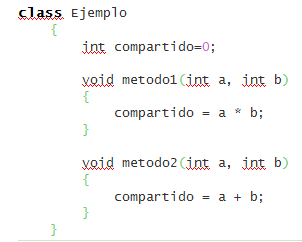 class Ejemplo
{
int compartido=0;
void metodo1(int a, int b)
{
compartido = a * b;
}
void metodo2(int a, int b)
{
compartido = a + b;
}
}